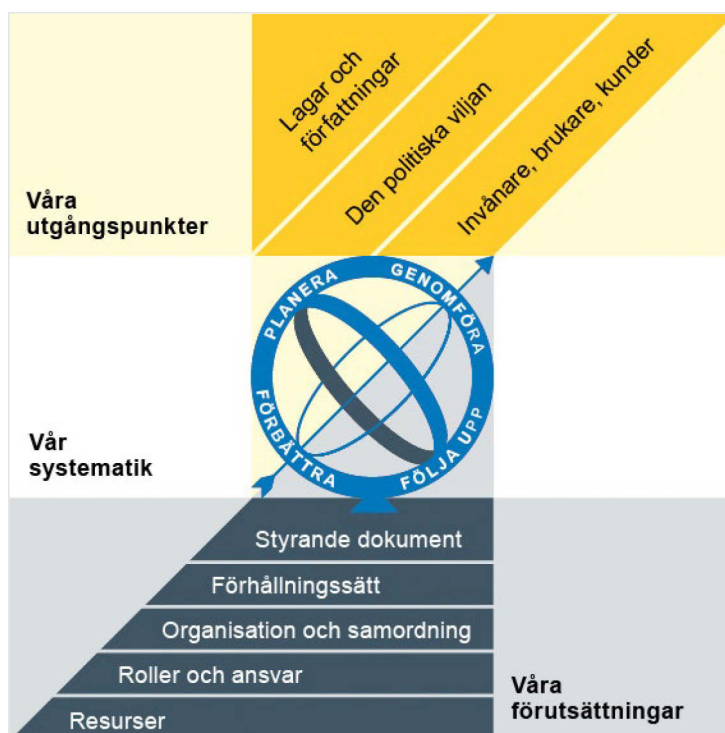 Lagar och
författningar
Den politiska viljan
Invånare, brukare, kunder
Våra
utgångspunkter
PLANERA
GENOMFÖRA
FÖLJA UPP
FÖRBÄTTRA
Vår
systematik
Styrande dokument
Förhållningssätt
Organisation och samordning
Roller och ansvar
Resurser
Våra
förutsättningar